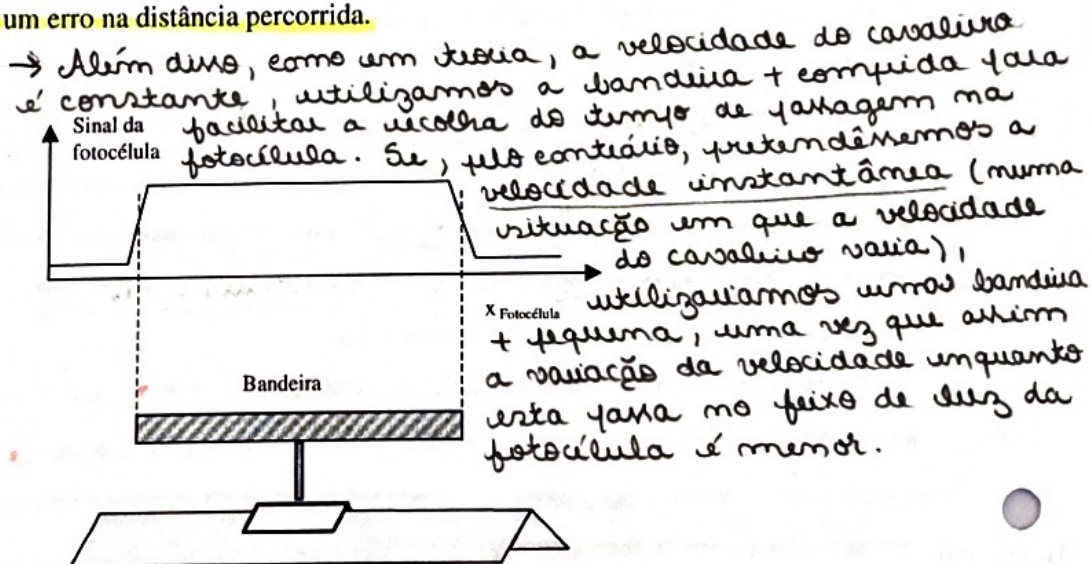 um erro na distância percorrida.
→ Além disso, como em teoria, a velocidade do cavaleiro
é constante, utilizamos a bandeira + comprida para
Sinal da
fotocélula
facilitar a recolha do tempo de passagem na
fotocélula. Se, pelo contrário, pretendêssemos a
velocidade instantânea (numa
situação em que a velocidade
do cavaleiro varia),
x Fotocélula
utilizaríamos uma bandeira
+ pequena, uma vez que assim
a variação da velocidade enquanto
esta passa no feixo de luz da
fotocélula é menor.
Bandeira